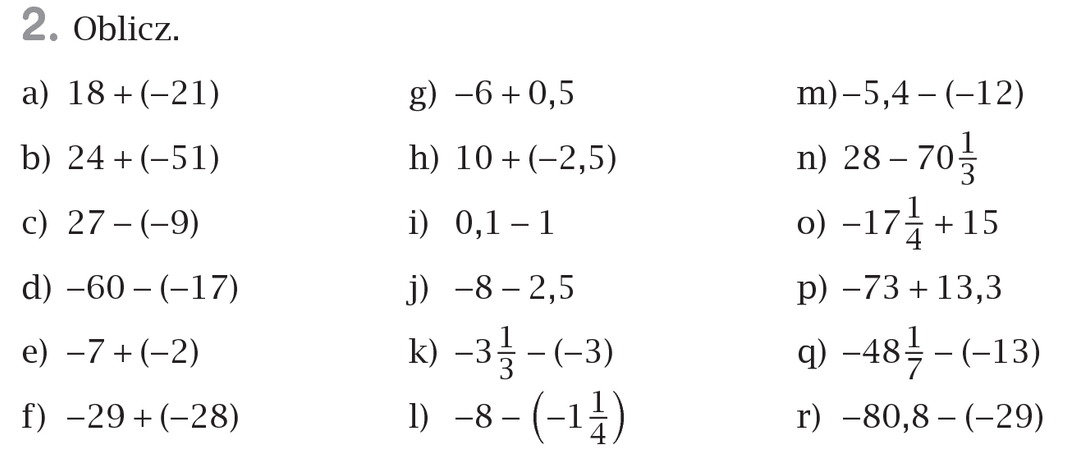 2. Oblicz.
a) 18 + (–21)
b) 24 + (–51)
c) 27 – (–9)
d) –60 – (–17)
e) –7 + (–2)
f) –29 + (–28)
g) –6 + 0,5
h) 10 + (–2,5)
i) 0,1 – 1
j) –8 – 2,5
k) –3 1/3 – (–3)
l) –8 – (–1 1/4)
m) –5,4 – (–12)
n) 28 – 70 1/3
o) –17 1/4 + 15
p) –73 + 13,3
q) –48 1/7 – (–13)
r) –80,8 – (–29)